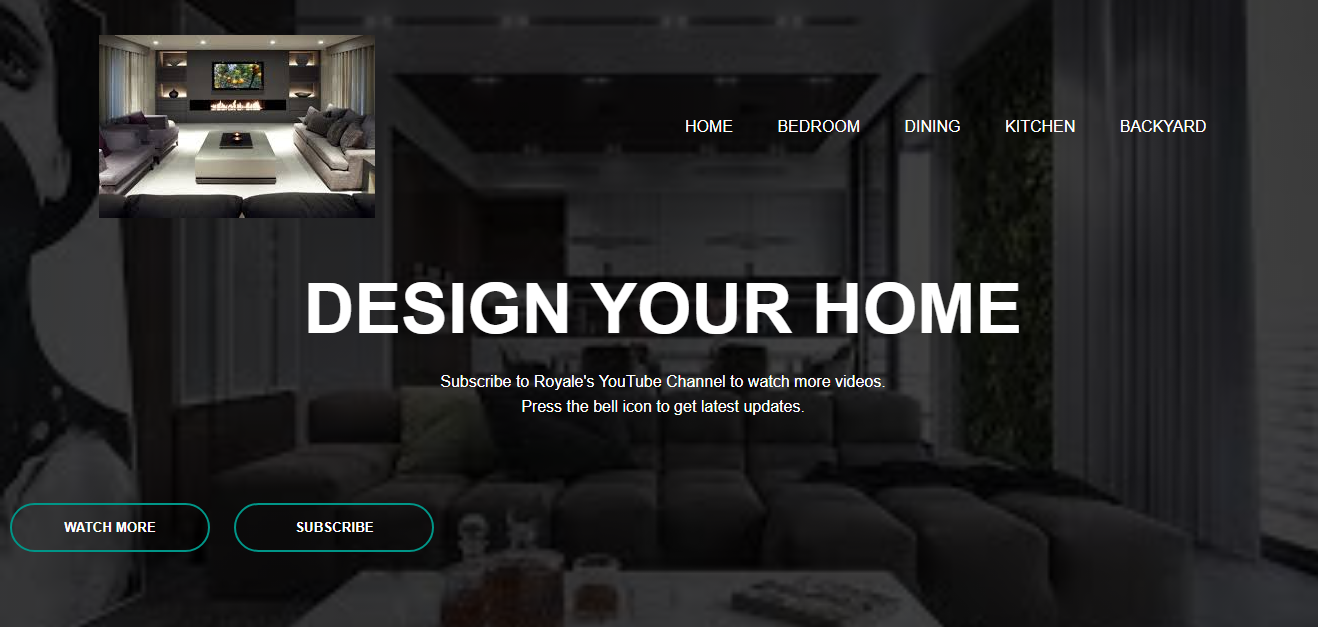 HOME BEDROOM DINING KITCHEN BACKYARD
DESIGN YOUR HOME
Subscribe to Royale's YouTube Channel to watch more videos.
Press the bell icon to get latest updates.
WATCH MORE SUBSCRIBE